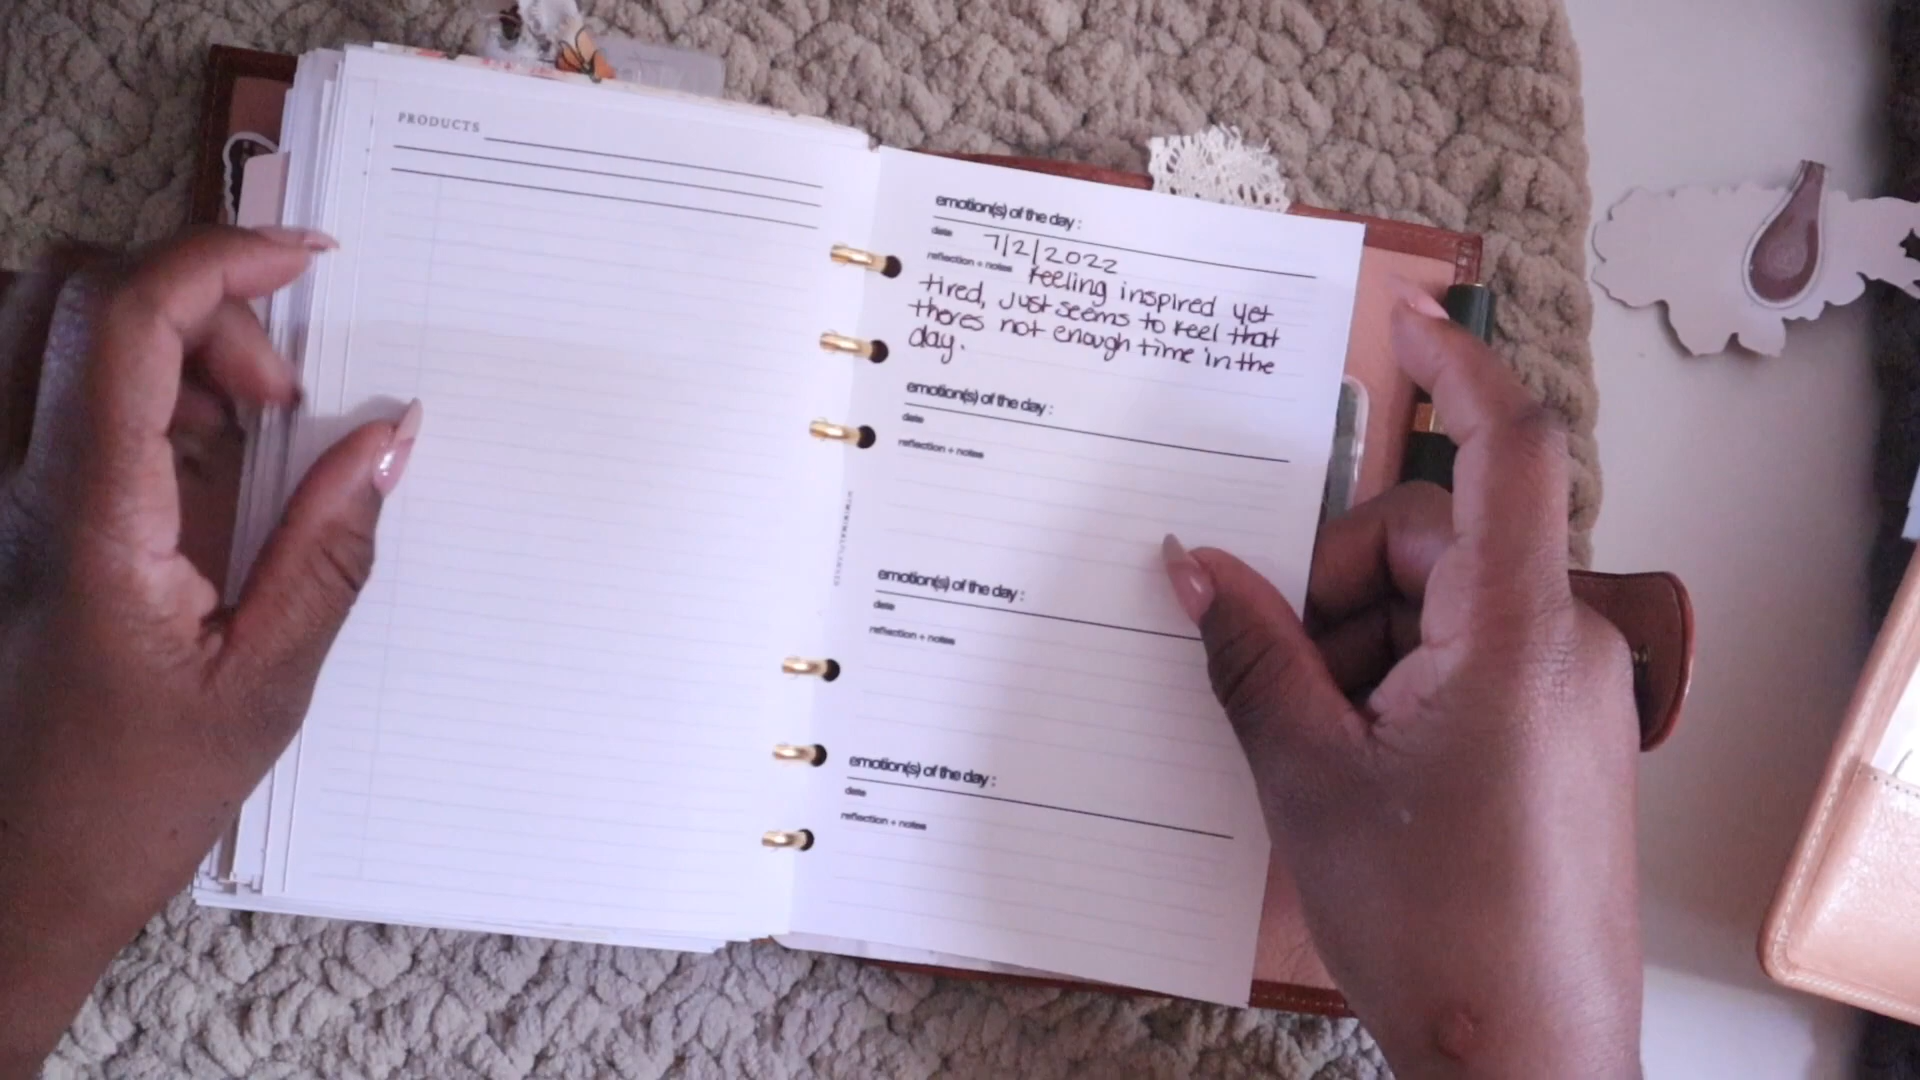 PRODUCTS
emotion(s) of the day :
date 7/2/2022
reflection + notes Feeling inspired yet
tired, Just seems to feel that
theres not enough time in the
day.
emotion(s) of the day :
date
reflection + notes
emotion(s) of the day :
date
reflection + notes
emotion(s) of the day :
date
reflection + notes